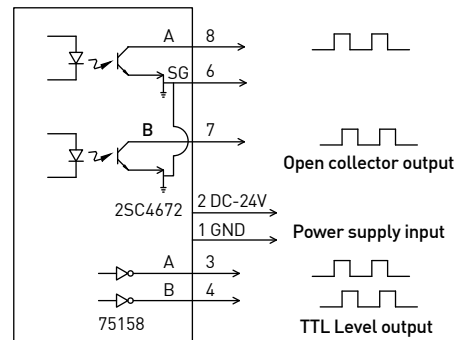 A 8
SG 6
B 7
Open collector output
2SC4672
2 DC-24V
1 GND
Power supply input
A 3
B 4
75158
TTL Level output